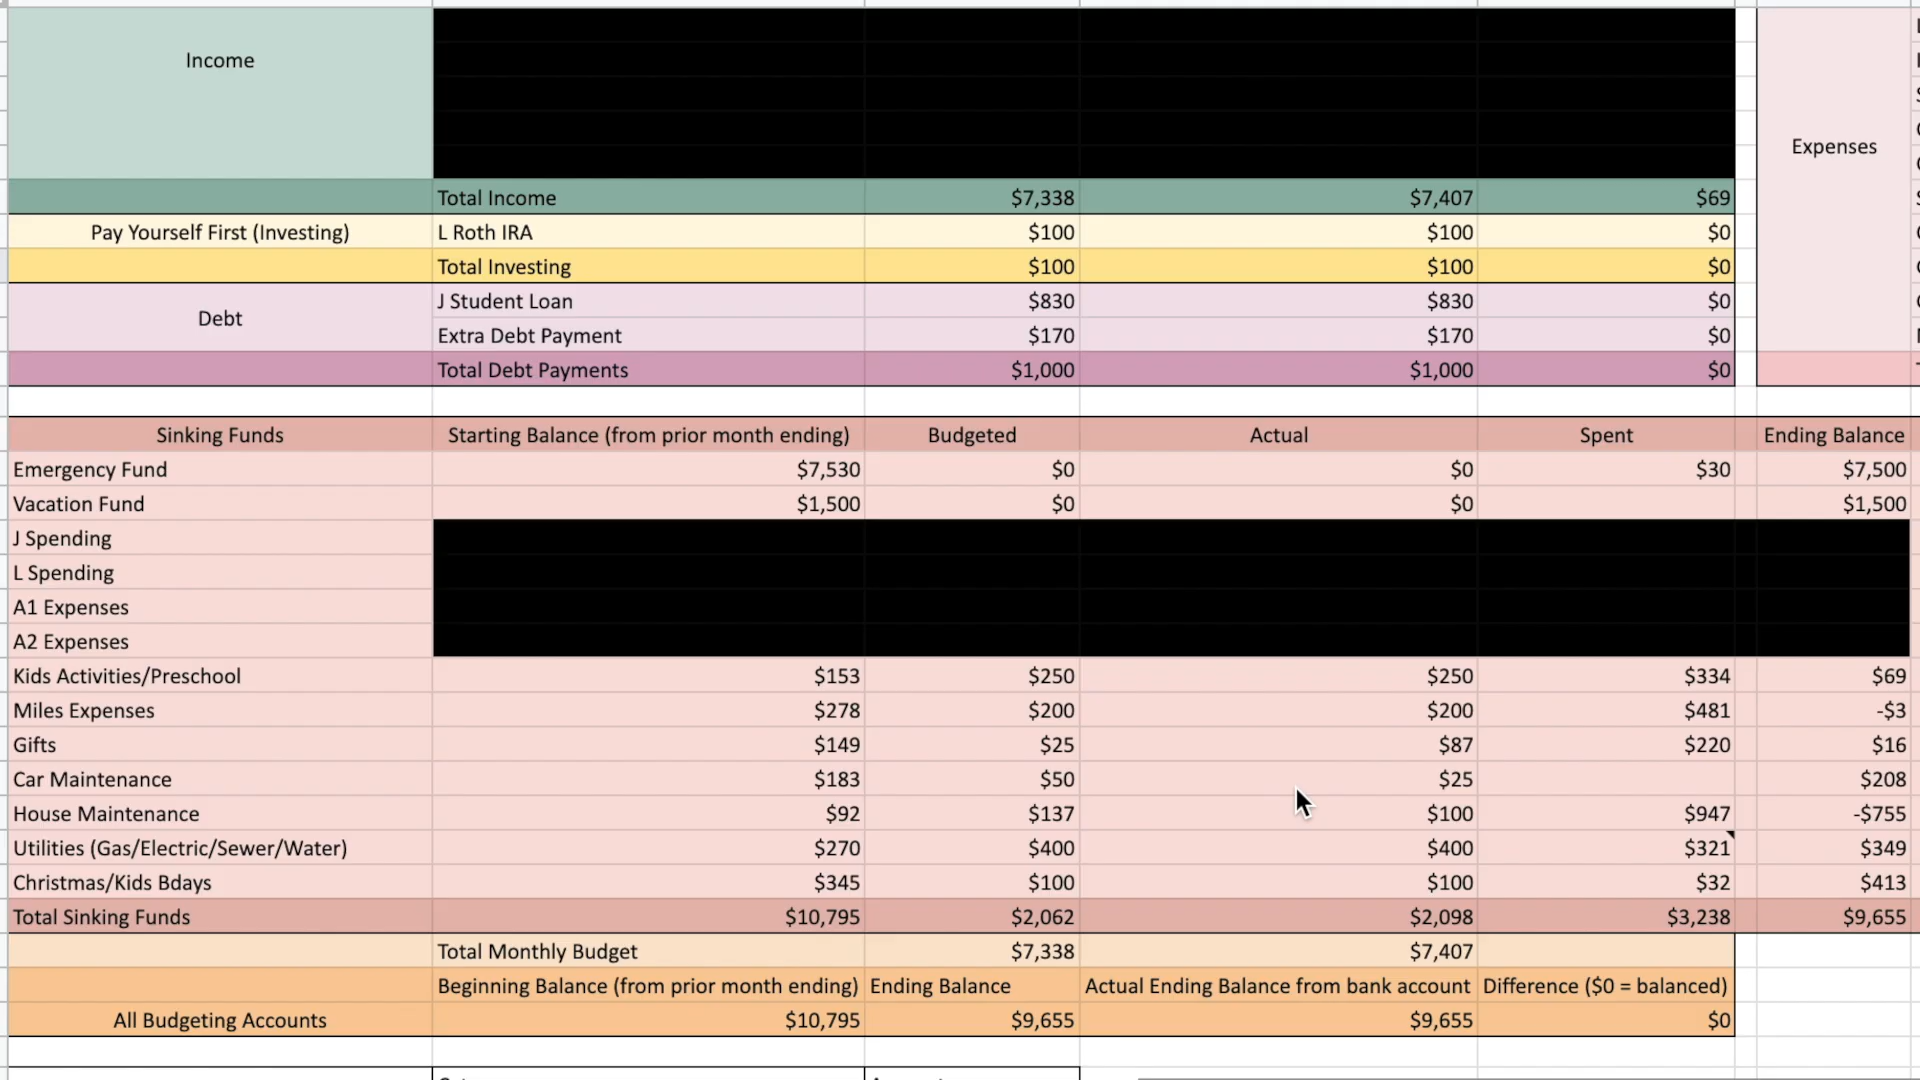 Income
Expenses
Total Income $7,338 $7,407 $69
Pay Yourself First (Investing) L Roth IRA $100 $100 $0
Total Investing $100 $100 $0
Debt
J Student Loan $830 $830 $0
Extra Debt Payment $170 $170 $0
Total Debt Payments $1,000 $1,000 $0
Sinking Funds Starting Balance (from prior month ending) Budgeted Actual Spent Ending Balance
Emergency Fund $7,530 $0 $0 $30 $7,500
Vacation Fund $1,500 $0 $0 $1,500
J Spending
L Spending
A1 Expenses
A2 Expenses
Kids Activities/Preschool $153 $250 $250 $334 $69
Miles Expenses $278 $200 $200 $481 -$3
Gifts $149 $25 $87 $220 $16
Car Maintenance $183 $50 $25 $208
House Maintenance $92 $137 $100 $947 -$755
Utilities (Gas/Electric/Sewer/Water) $270 $400 $400 $321 $349
Christmas/Kids Bdays $345 $100 $100 $32 $413
Total Sinking Funds $10,795 $2,062 $2,098 $3,238 $9,655
Total Monthly Budget $7,338 $7,407
Beginning Balance (from prior month ending) Ending Balance Actual Ending Balance from bank account Difference ($0 = balanced)
All Budgeting Accounts $10,795 $9,655 $9,655 $0